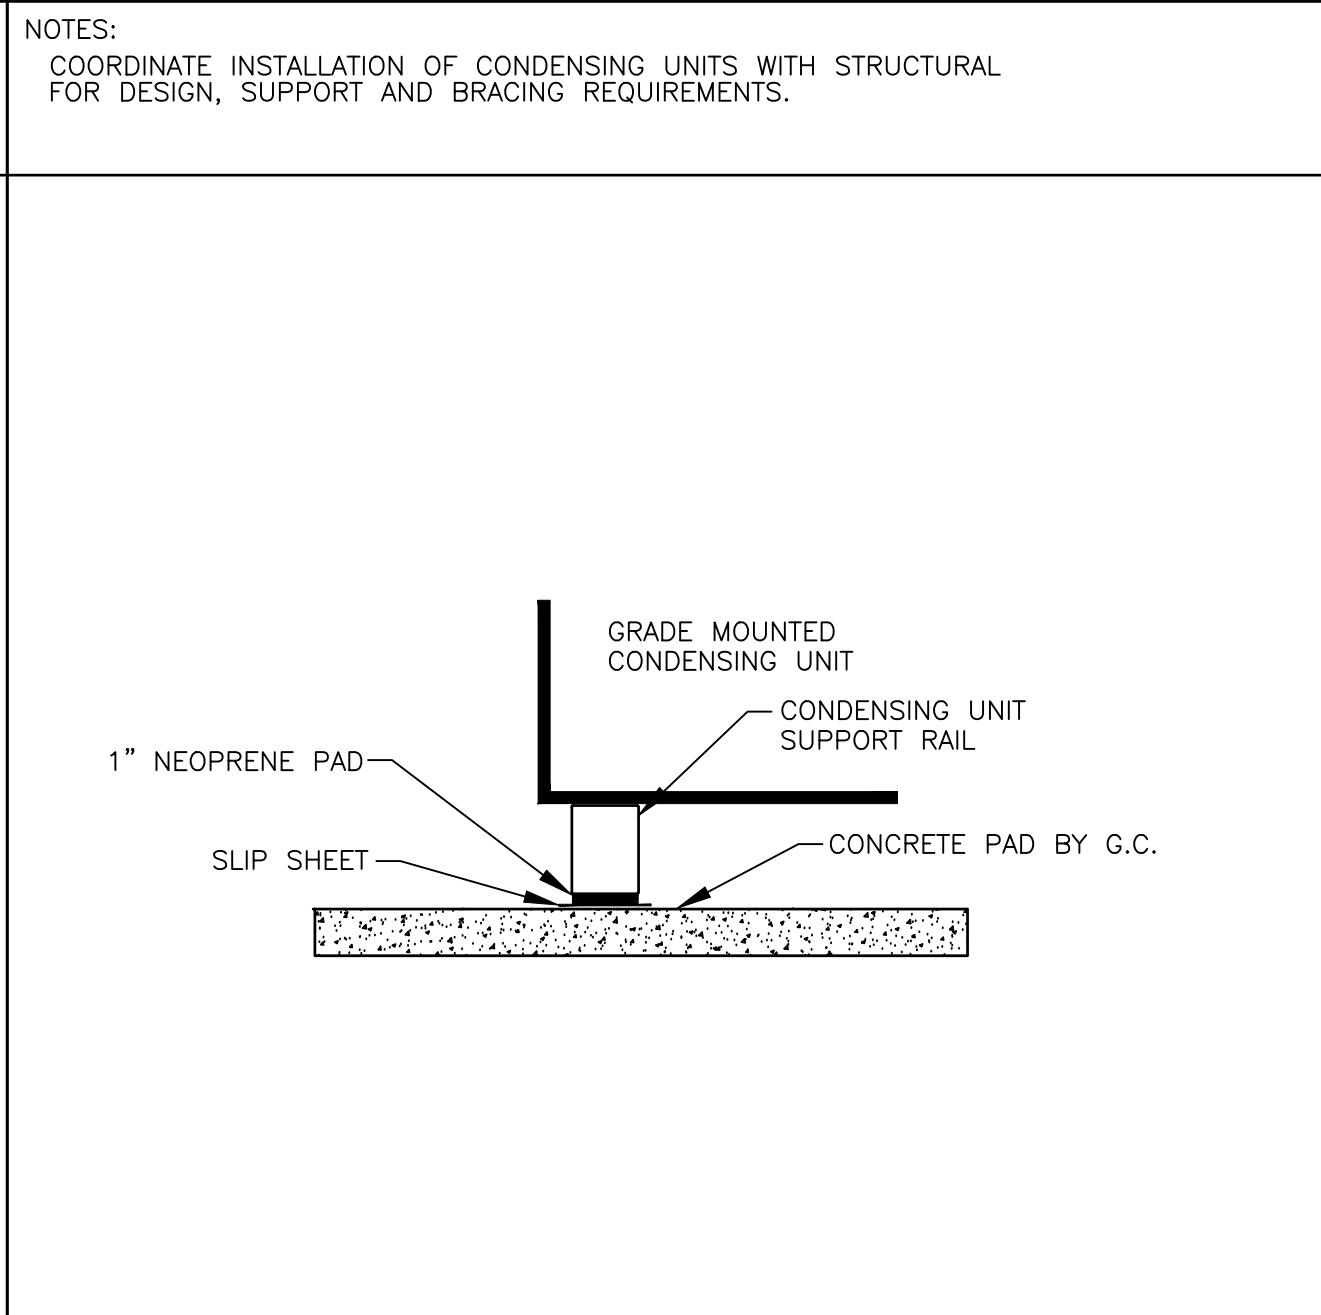 NOTES:
COORDINATE INSTALLATION OF CONDENSING UNITS WITH STRUCTURAL
FOR DESIGN, SUPPORT AND BRACING REQUIREMENTS.
GRADE MOUNTED
CONDENSING UNIT
CONDENSING UNIT
SUPPORT RAIL
1” NEOPRENE PAD
CONCRETE PAD BY G.C.
SLIP SHEET